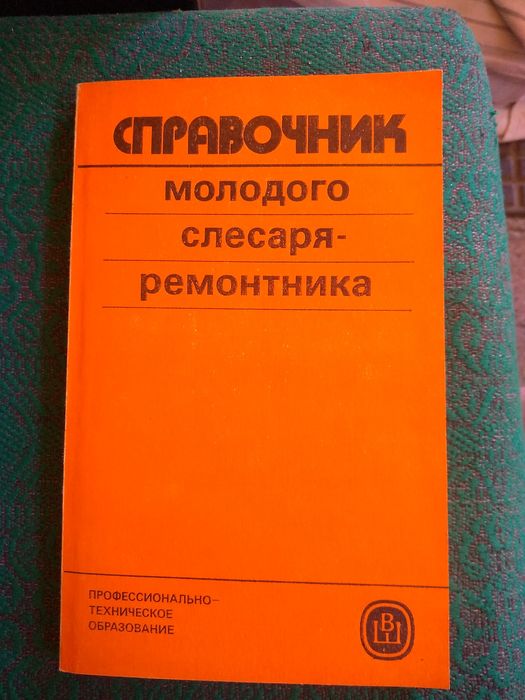 СПРАВОЧНИК
молодого
слесаря-
ремонтника
ПРОФЕССИОНАЛЬНО-
ТЕХНИЧЕСКОЕ
ОБРАЗОВАНИЕ
ВШ